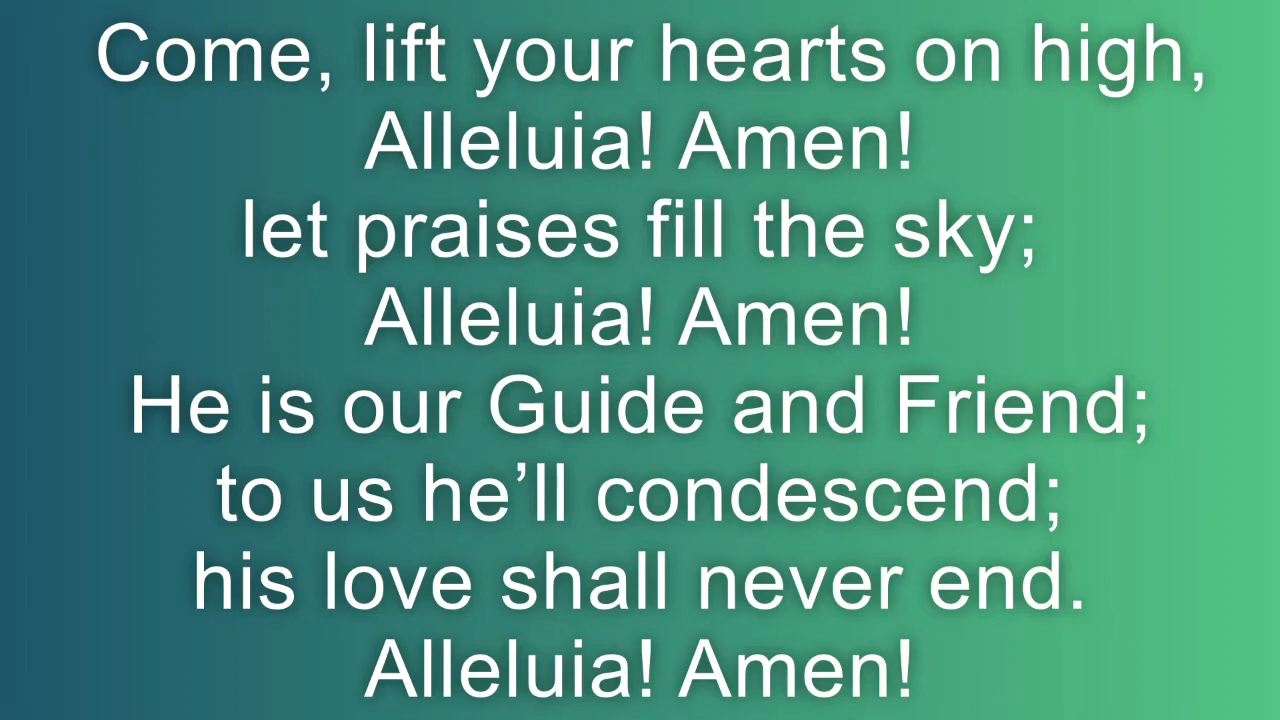 Come, lift your hearts on high,
Alleluia! Amen!
let praises fill the sky;
Alleluia! Amen!
He is our Guide and Friend;
to us he’ll condescend;
his love shall never end.
Alleluia! Amen!